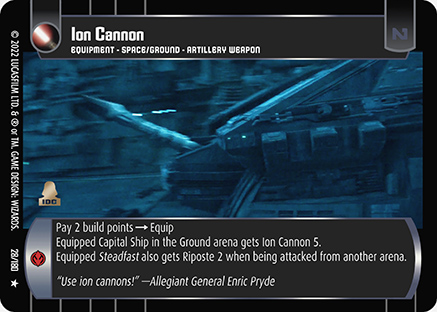 Ion Cannon
EQUIPMENT - SPACE/GROUND - ARTILLERY WEAPON
N
Pay 2 build points → Equip
Equipped Capital Ship in the Ground arena gets Ion Cannon 5.
Equipped Steadfast also gets Riposte 2 when being attacked from another arena.
"Use ion cannons!" —Allegiant General Enric Pryde
©2022 LUCASFILM LTD. & ® or ™ GAME DESIGN: WIZARDS.
28/180 ★